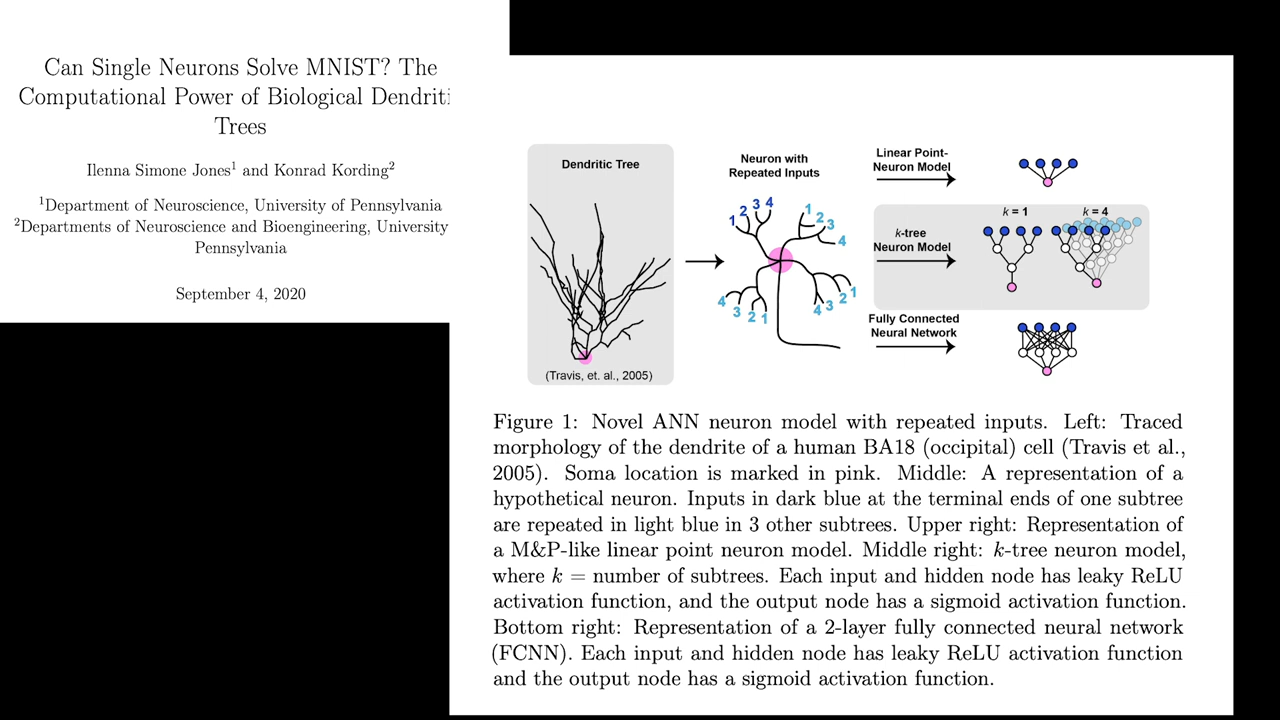 Can Single Neurons Solve MNIST? The
Computational Power of Biological Dendriti
Trees
Ilenna Simone Jones1 and Konrad Kording2
1Department of Neuroscience, University of Pennsylvania
2Departments of Neuroscience and Bioengineering, University
Pennsylvania
September 4, 2020
Dendritic Tree
(Travis, et. al., 2005)
Neuron with
Repeated Inputs
1 2 3 4
1 2 3 4
4 3 2 1
4 3 2 1
Linear Point-
Neuron Model
k-tree
Neuron Model
k = 1
k = 4
Fully Connected
Neural Network
Figure 1: Novel ANN neuron model with repeated inputs. Left: Traced
morphology of the dendrite of a human BA18 (occipital) cell (Travis et al.,
2005). Soma location is marked in pink. Middle: A representation of a
hypothetical neuron. Inputs in dark blue at the terminal ends of one subtree
are repeated in light blue in 3 other subtrees. Upper right: Representation of
a M&P-like linear point neuron model. Middle right: k-tree neuron model,
where k = number of subtrees. Each input and hidden node has leaky ReLU
activation function, and the output node has a sigmoid activation function.
Bottom right: Representation of a 2-layer fully connected neural network
(FCNN). Each input and hidden node has leaky ReLU activation function
and the output node has a sigmoid activation function.